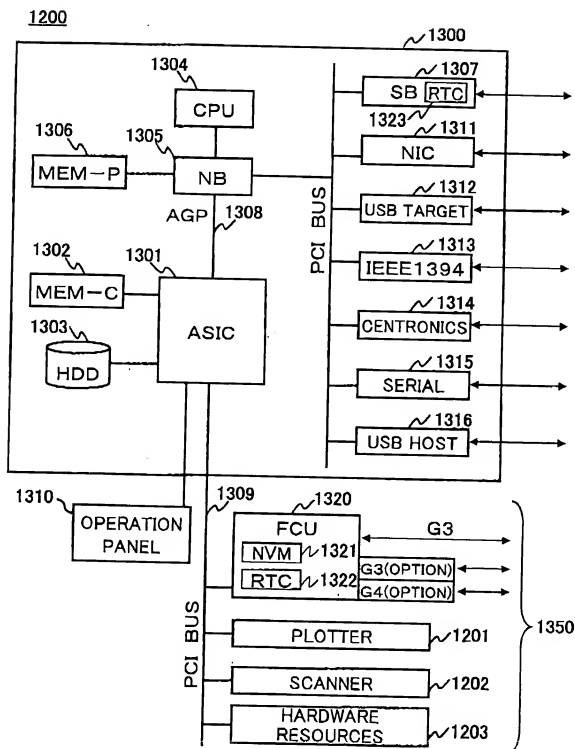 1200
1300
1304
CPU
1307
SB RTC
1323
1306
1305
MEM-P
NB
1311
NIC
AGP
1308
1312
USB TARGET
PCI BUS
1302
1301
MEM-C
ASIC
1313
IEEE1394
1303
HDD
1314
CENTRONICS
1315
SERIAL
1316
USB HOST
1310
OPERATION
PANEL
1309
1320
FCU
G3
NVM 1321
RTC 1322
G3(OPTION)
G4(OPTION)
1350
PCI BUS
PLOTTER
1201
SCANNER
1202
HARDWARE
RESOURCES
1203